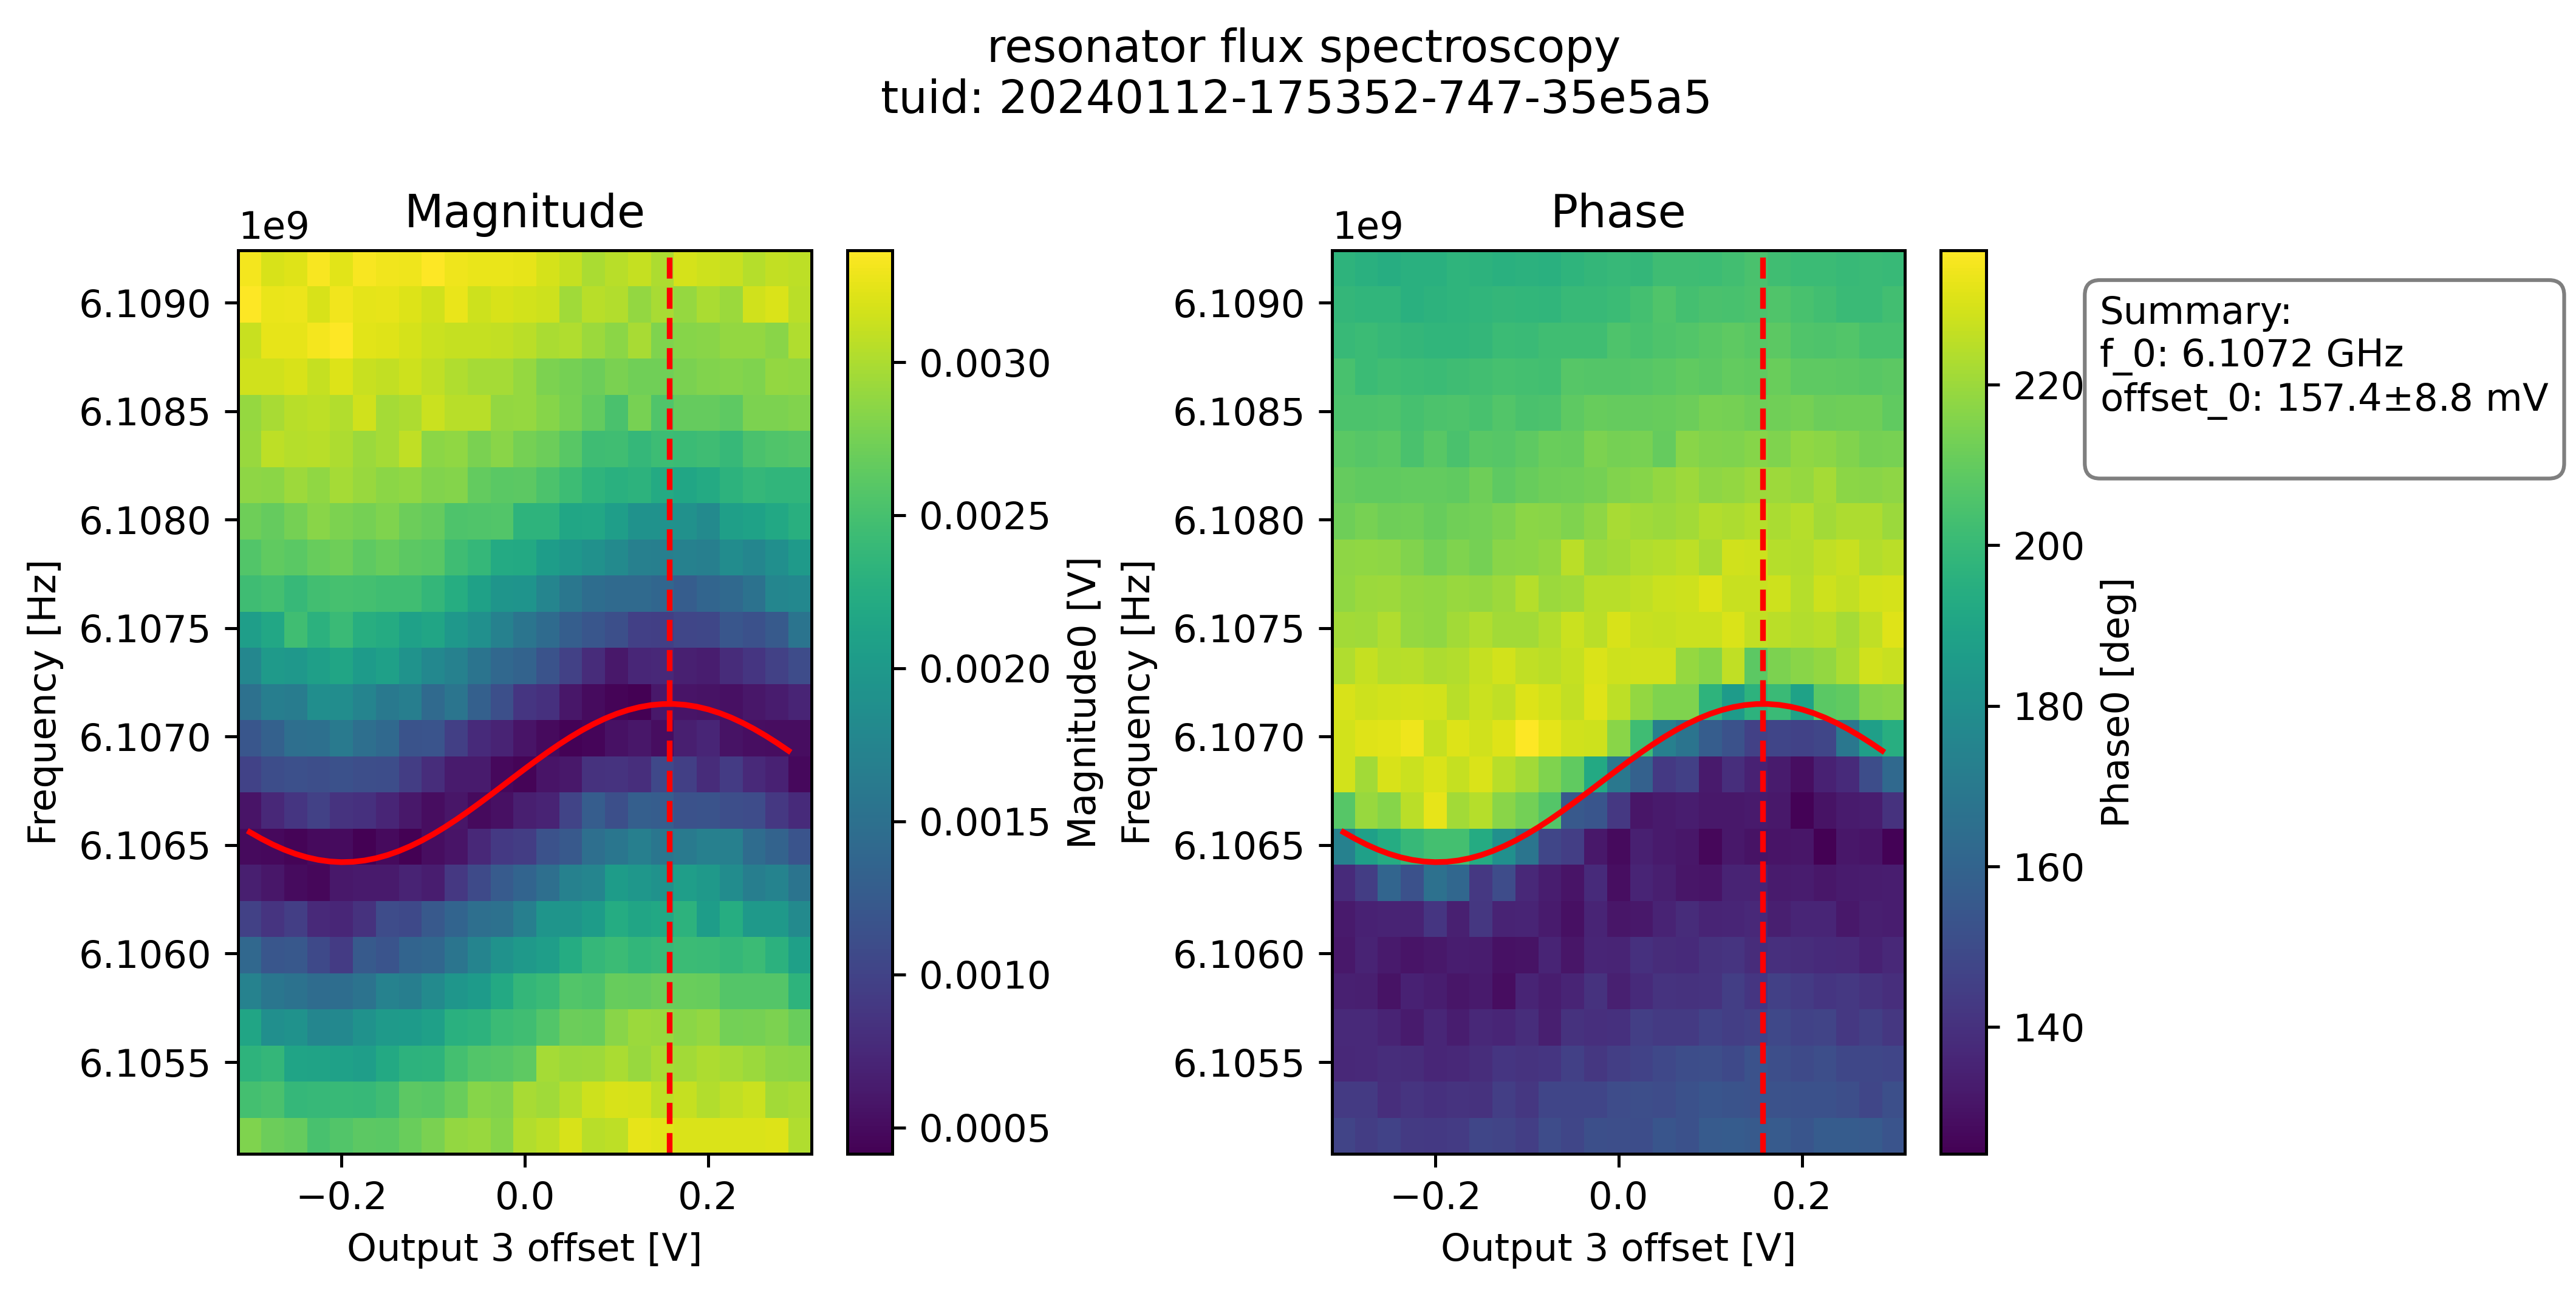 resonator flux spectroscopy
tuid: 20240112-175352-747-35e5a5
Magnitude
1e9
6.1090
6.1085
6.1080
6.1075
6.1070
6.1065
6.1060
6.1055
Frequency [Hz]
−0.2 0.0 0.2
Output 3 offset [V]
0.0030
0.0025
0.0020
0.0015
0.0010
0.0005
Magnitude0 [V]
Phase
1e9
6.1090
6.1085
6.1080
6.1075
6.1070
6.1065
6.1060
6.1055
Frequency [Hz]
−0.2 0.0 0.2
Output 3 offset [V]
220
200
180
160
140
Phase0 [deg]
Summary:
f_0: 6.1072 GHz
offset_0: 157.4±8.8 mV